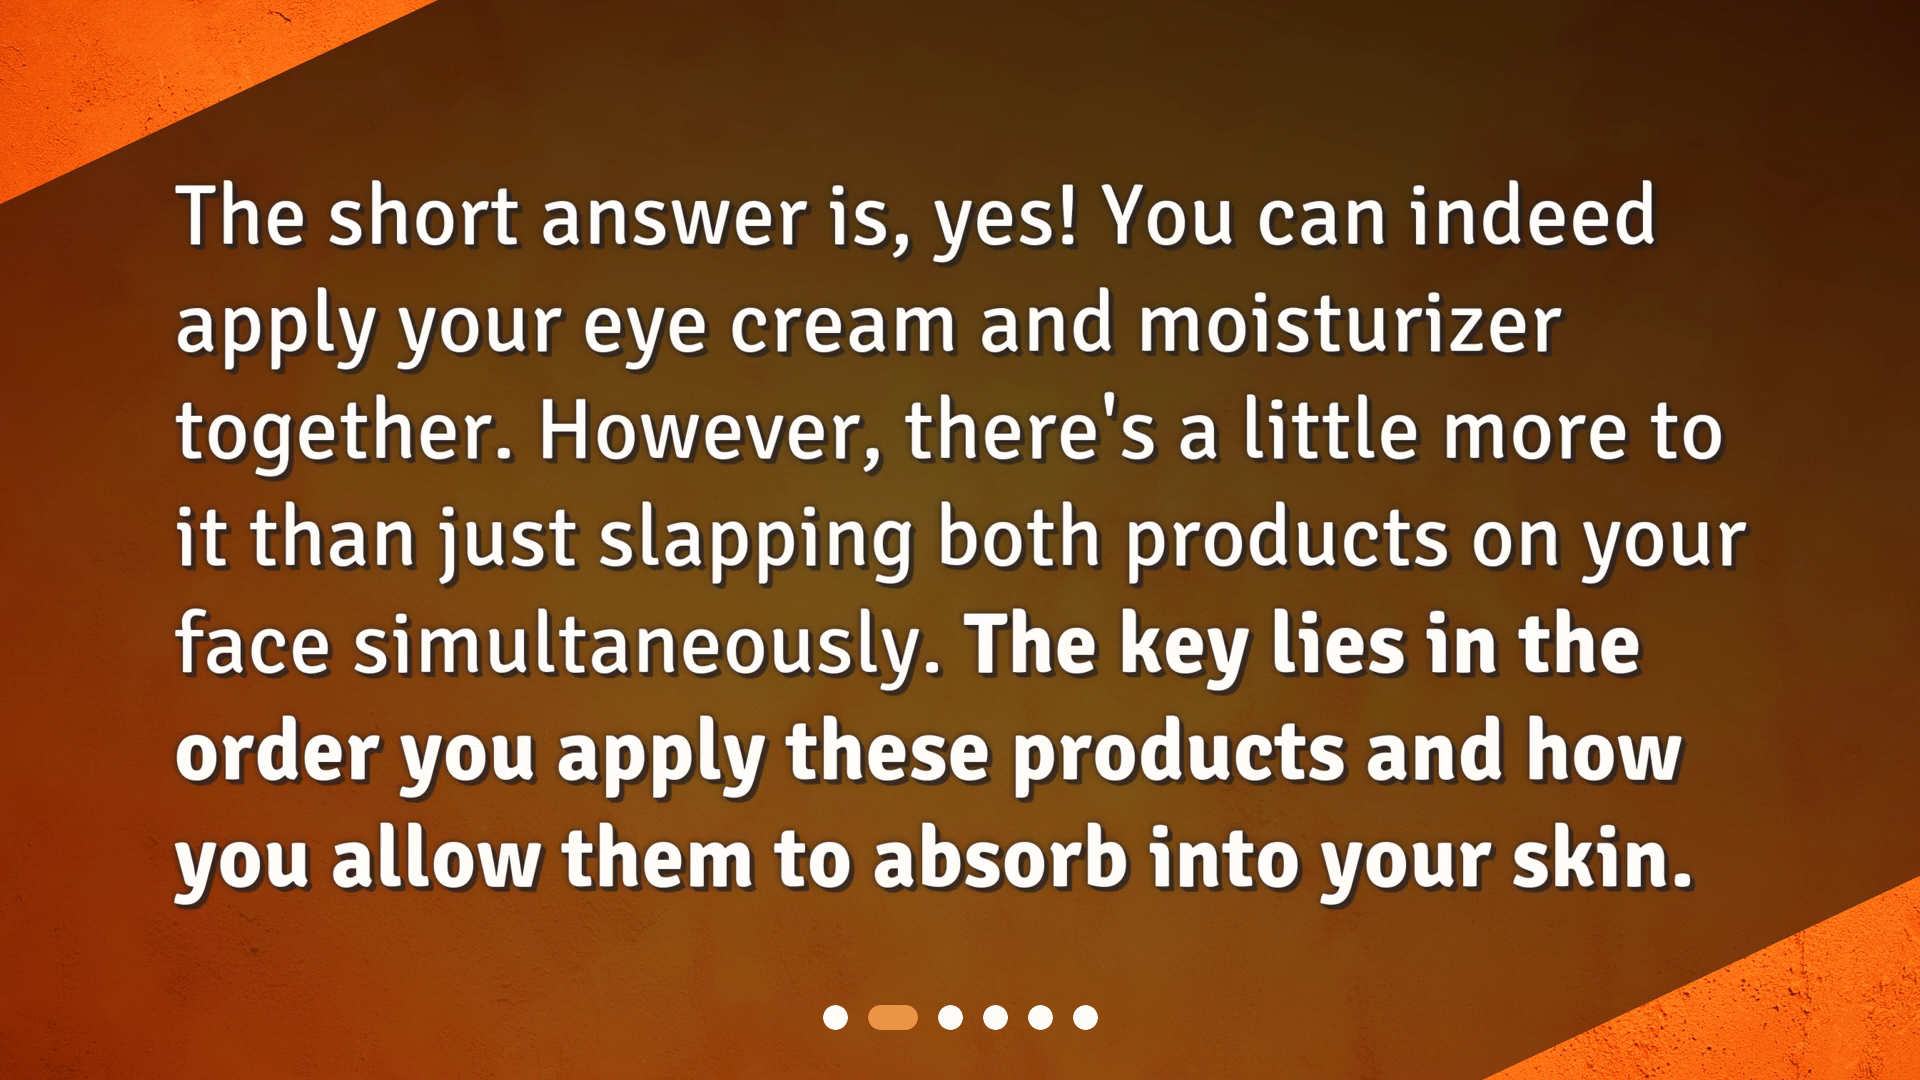 The short answer is, yes! You can indeed
apply your eye cream and moisturizer
together. However, there's a little more to
it than just slapping both products on your
face simultaneously. The key lies in the
order you apply these products and how
you allow them to absorb into your skin.